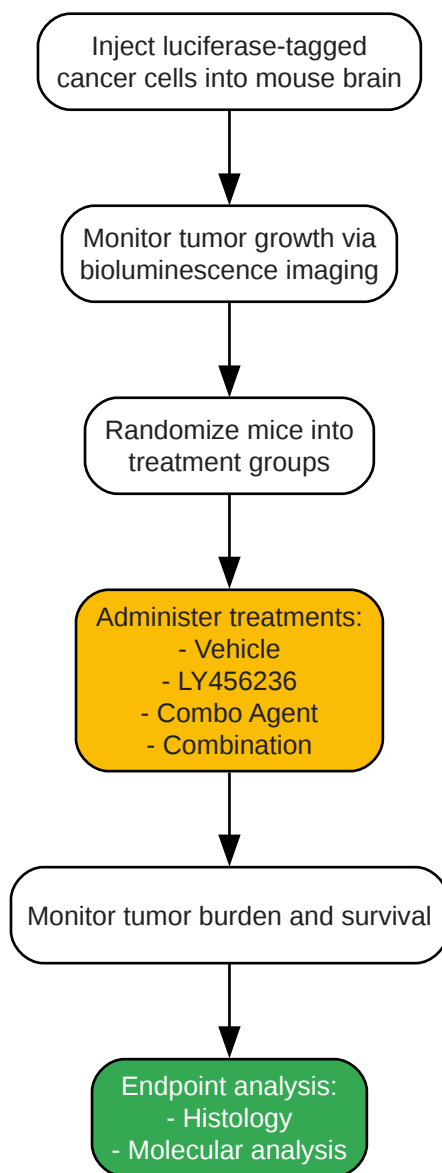 Inject luciferase-tagged
cancer cells into mouse brain
Monitor tumor growth via
bioluminescence imaging
Randomize mice into
treatment groups
Administer treatments:
- Vehicle
- LY456236
- Combo Agent
- Combination
Monitor tumor burden and survival
Endpoint analysis:
- Histology
- Molecular analysis